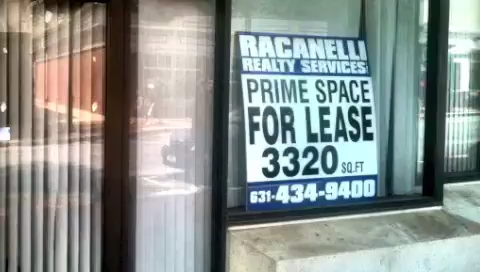 RACANELLI
REALTY SERVICES
PRIME SPACE
FOR LEASE
3320 SQ.FT
631-434-9400